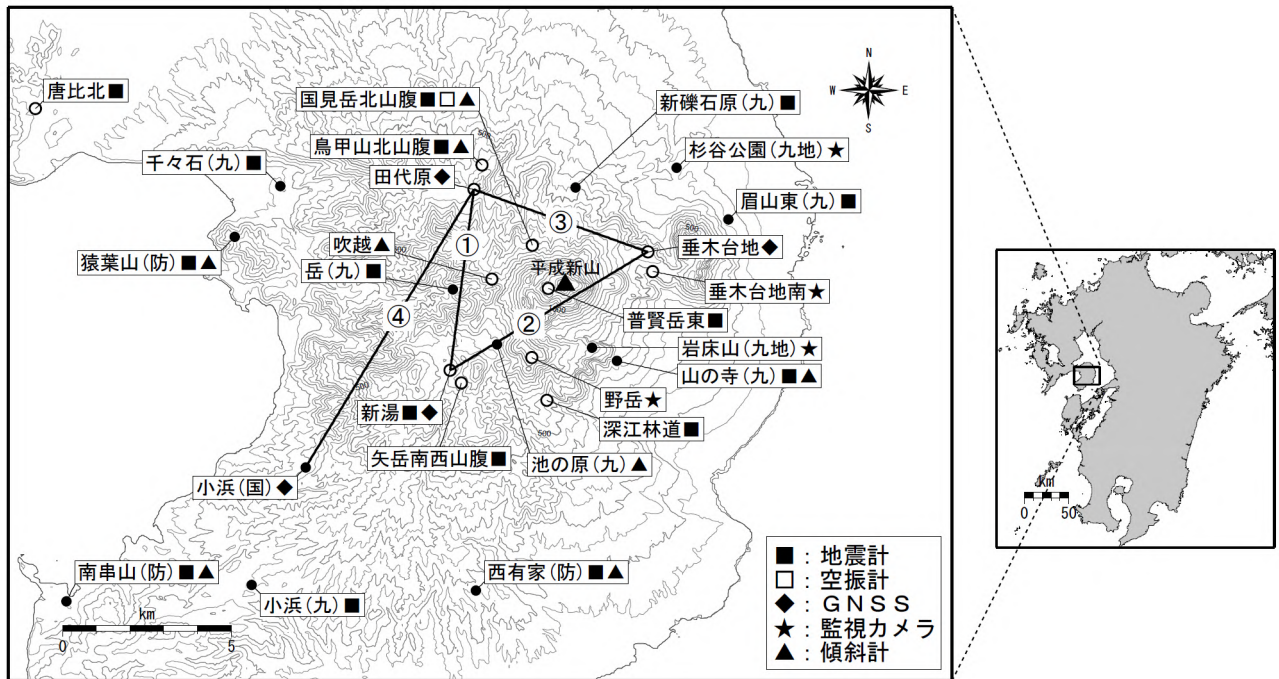 唐比北■
国見岳北山腹■□▲
鳥甲山北山腹■▲
田代原◆
新礫石原(九)■
杉谷公園(九地)★
眉山東(九)■
千々石(九)■
猿葉山(防)■▲
吹越▲
岳(九)■
平成新山
垂木台地◆
垂木台地南★
普賢岳東■
岩床山(九地)★
山の寺(九)■▲
野岳★
深江林道■
新湯■◆
矢岳南西山腹■
池の原(九)▲
小浜(国)◆
南串山(防)■▲
小浜(九)■
西有家(防)■▲
①
②
③
④
500
500
500
500
N
W E
S
km
0 5
■：地震計
□：空振計
◆：ＧＮＳＳ
★：監視カメラ
▲：傾斜計
km
0 50